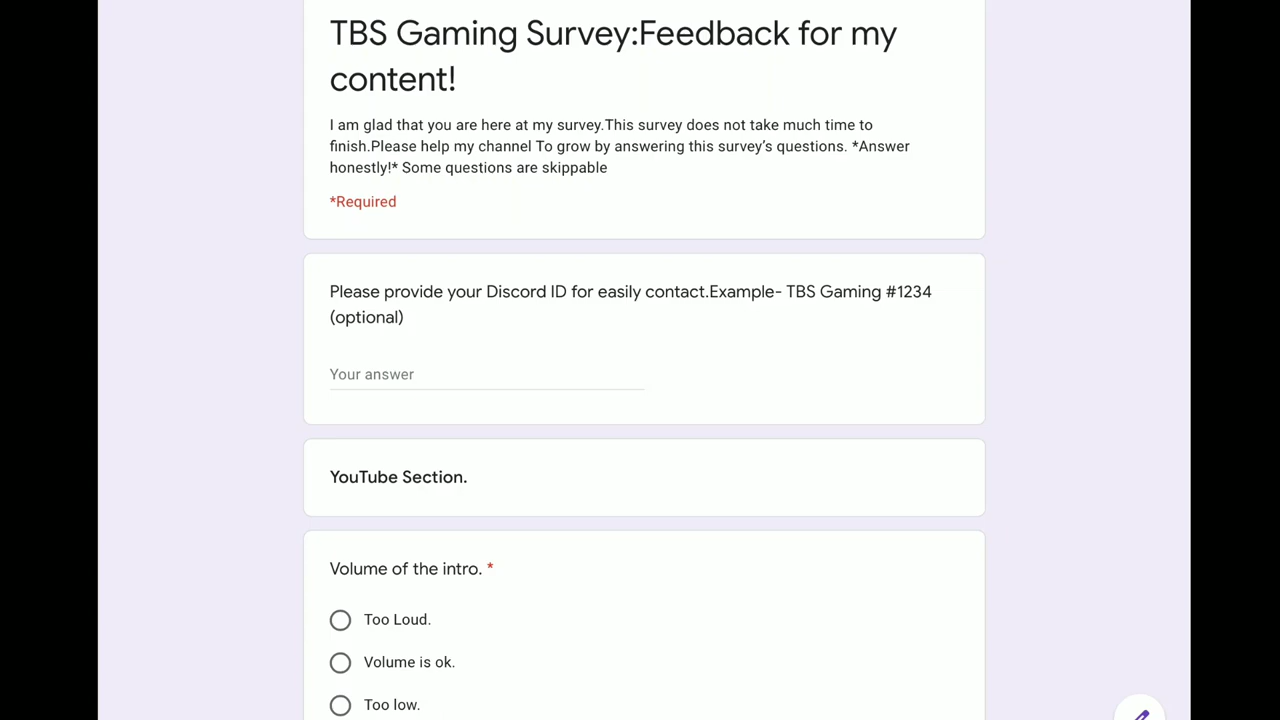 TBS Gaming Survey:Feedback for my
content!
I am glad that you are here at my survey.This survey does not take much time to
finish.Please help my channel To grow by answering this survey’s questions. *Answer
honestly!* Some questions are skippable
*Required
Please provide your Discord ID for easily contact.Example- TBS Gaming #1234
(optional)
Your answer
YouTube Section.
Volume of the intro. *
Too Loud.
Volume is ok.
Too low.